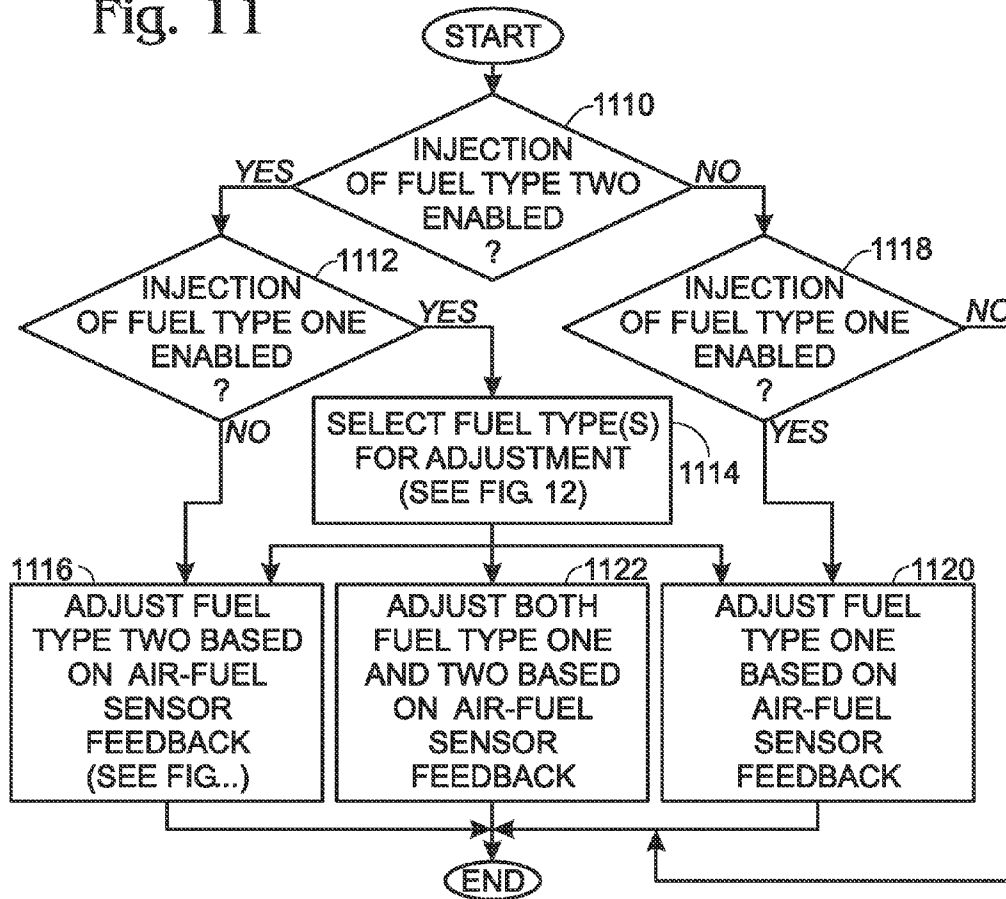 Fig. 11
START
1110
INJECTION
OF FUEL TYPE TWO
ENABLED
?
YES
NO
1112
INJECTION
OF FUEL TYPE ONE
ENABLED
?
YES
NO
1118
INJECTION
OF FUEL TYPE ONE
ENABLED
?
NO
YES
SELECT FUEL TYPE(S)
FOR ADJUSTMENT
(SEE FIG. 12)
1114
1116
ADJUST FUEL
TYPE TWO BASED
ON AIR-FUEL
SENSOR
FEEDBACK
(SEE FIG...)
1122
ADJUST BOTH
FUEL TYPE ONE
AND TWO BASED
ON AIR-FUEL
SENSOR
FEEDBACK
1120
ADJUST FUEL
TYPE ONE
BASED ON
AIR-FUEL
SENSOR
FEEDBACK
END